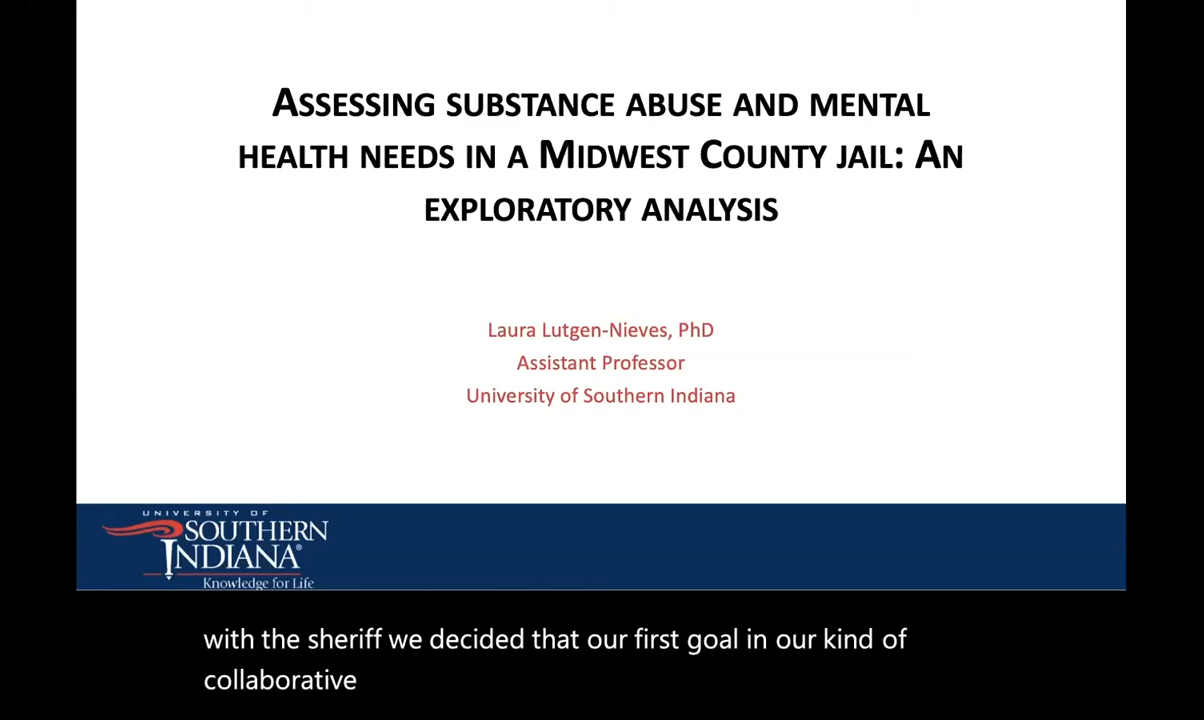 ASSESSING SUBSTANCE ABUSE AND MENTAL
HEALTH NEEDS IN A MIDWEST COUNTY JAIL: AN
EXPLORATORY ANALYSIS
Laura Lutgen-Nieves, PhD
Assistant Professor
University of Southern Indiana
UNIVERSITY OF
SOUTHERN
INDIANA®
Knowledge for Life
with the sheriff we decided that our first goal in our kind of
collaborative